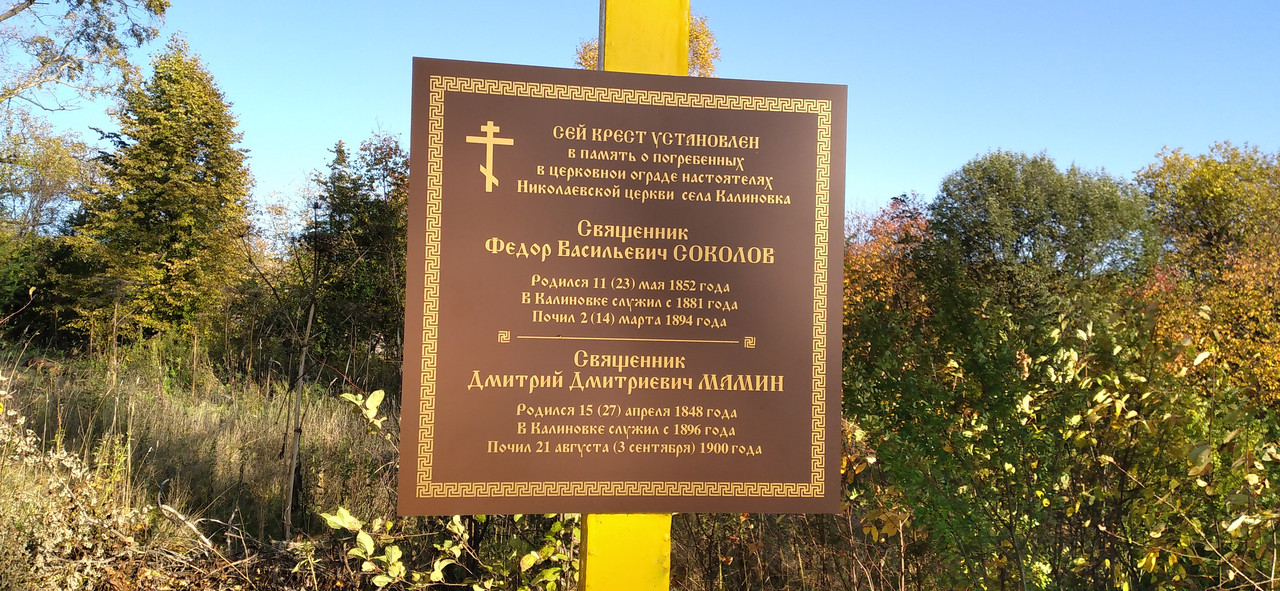 СЕЙ КРЕСТ УСТАНОВЛЕН
в память о погребенных
в церковнои ограде настоятелях
Николаевской церкви села Калиновка
Священник
Федор Васильевич СОКОЛОВ
Родился 11 (23) мая 1852 года
В Калиновке служил с 1881 года
Почил 2 (14) марта 1894 года
Священник
Дмитрий Дмитриевич МАМИН
Родился 15 (27) апреля 1848 года
В Калиновке служил с 1896 года
Почил 21 августа (3 сентября) 1900 года